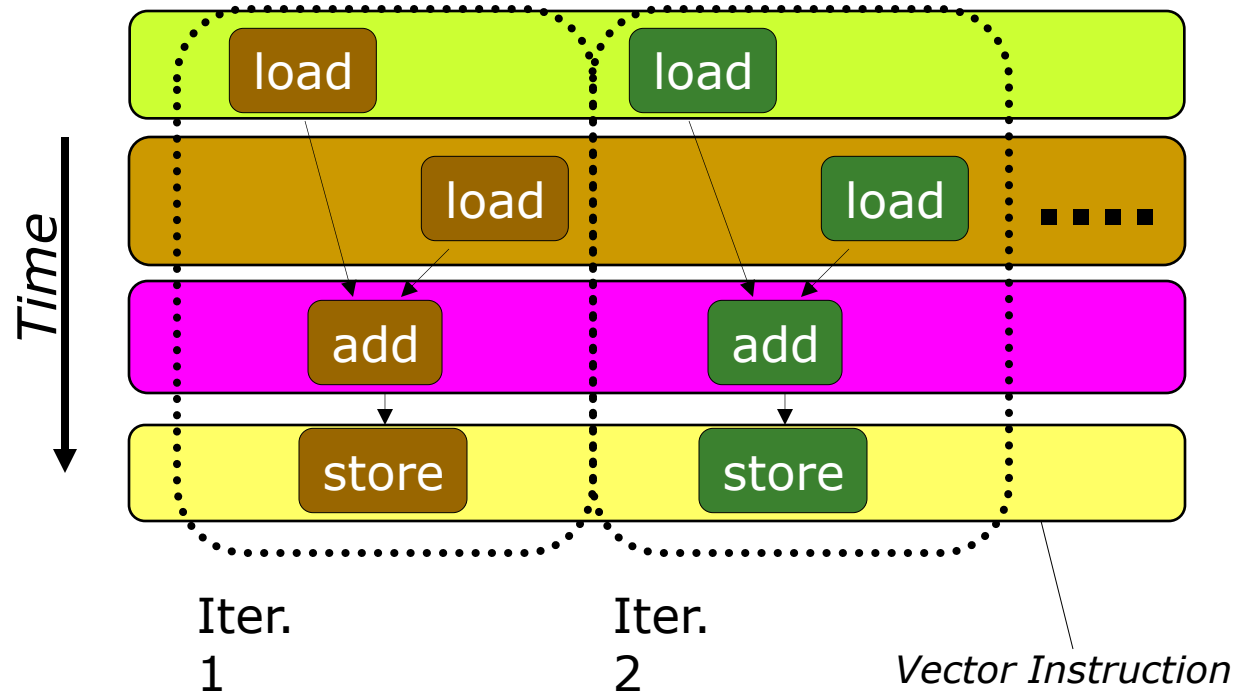 load load
load load
Time
add add
store store
Iter. Iter.
1 2
Vector Instruction